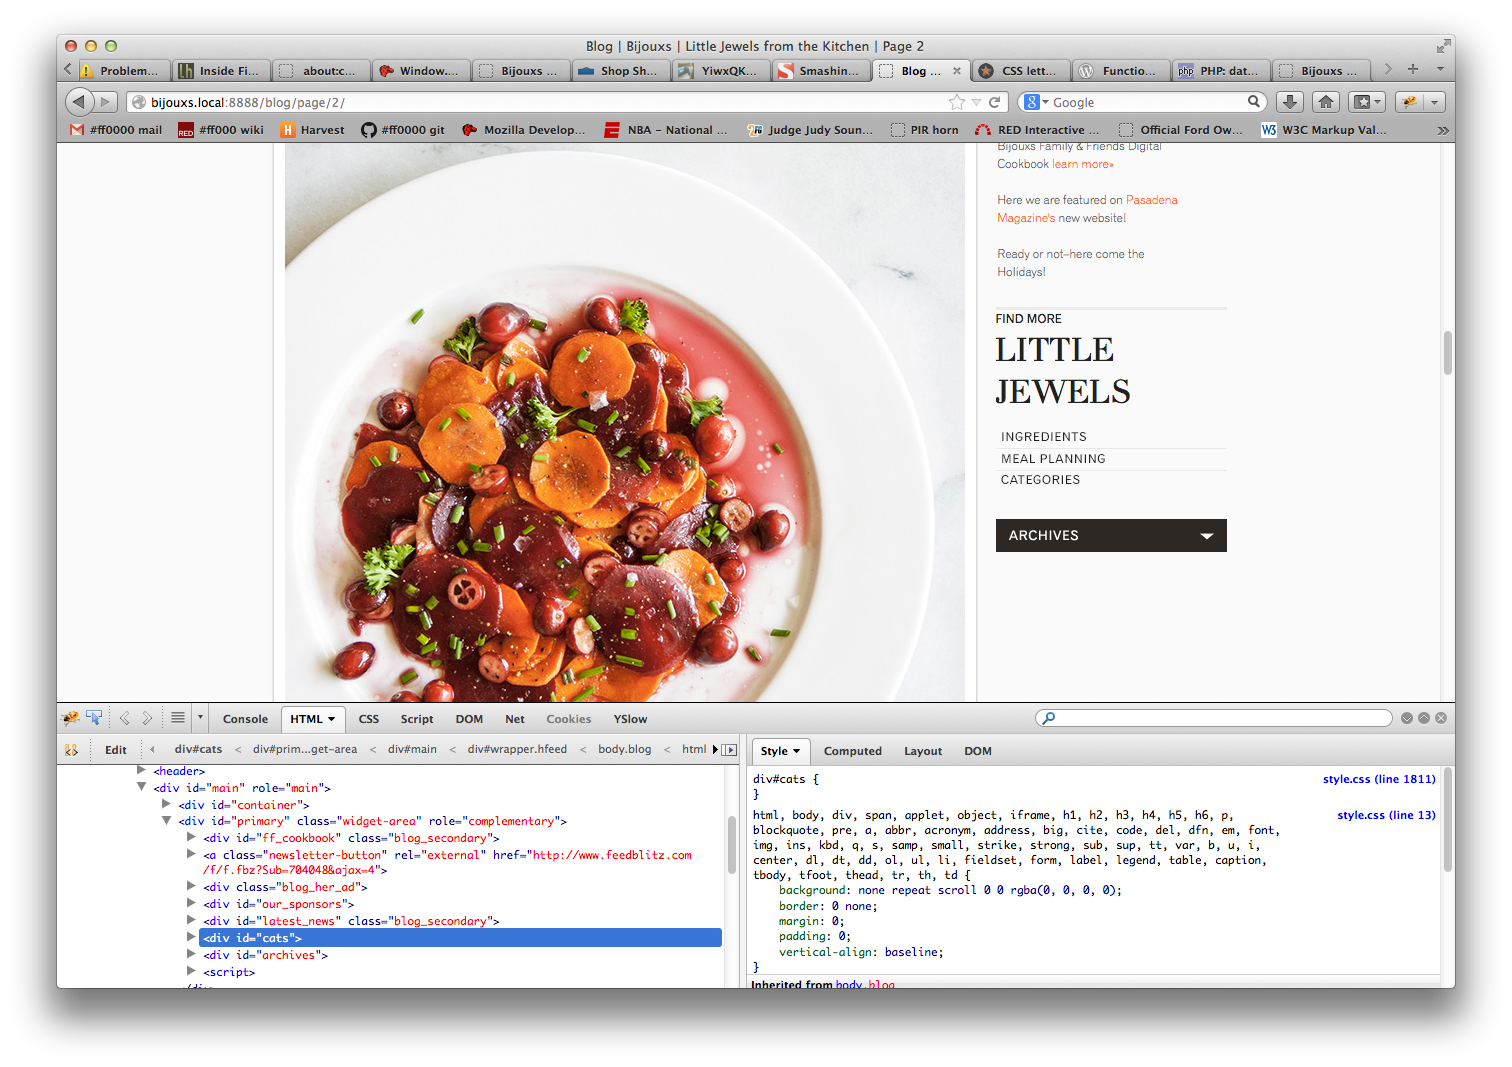 Blog | Bijouxs | Little Jewels from the Kitchen | Page 2
Problem... Inside Fi... about:c... Window.... Bijouxs ... Shop Sh... YiwxQK... Smashin... Blog ... CSS lett... Functio... php PHP: dat... Bijouxs ...
bijouxs.local:8888/blog/page/2/ Google
#ff0000 mail #ff0000 wiki Harvest #ff0000 git Mozilla Develop... NBA – National ... Judge Judy Soun... PIR horn RED Interactive ... Official Ford Ow... W3C Markup Val...
Bijouxs Family & Friends Digital
Cookbook learn more»
Here we are featured on Pasadena
Magazine's new website!
Ready or not–here come the
Holidays!
FIND MORE
LITTLE
JEWELS
INGREDIENTS
MEAL PLANNING
CATEGORIES
ARCHIVES
Console HTML CSS Script DOM Net Cookies YSlow
Edit div#cats < div#prim...get-area < div#main < div#wrapper.hfeed < body.blog < html
<header>
<div id="main" role="main">
<div id="container">
<div id="primary" class="widget-area" role="complementary">
<div id="ff_cookbook" class="blog_secondary">
<a class="newsletter-button" rel="external" href="http://www.feedblitz.com
/f/f.fbz?Sub=704048&ajax=4">
<div class="blog_her_ad">
<div id="our_sponsors">
<div id="latest_news" class="blog_secondary">
<div id="cats">
<div id="archives">
<script>
</div>
Style Computed Layout DOM
div#cats { style.css (line 1811)
}
html, body, div, span, applet, object, iframe, h1, h2, h3, h4, h5, h6, p, style.css (line 13)
blockquote, pre, a, abbr, acronym, address, big, cite, code, del, dfn, em, font,
img, ins, kbd, q, s, samp, small, strike, strong, sub, sup, tt, var, b, u, i,
center, dl, dt, dd, ol, ul, li, fieldset, form, label, legend, table, caption,
tbody, tfoot, thead, tr, th, td {
background: none repeat scroll 0 0 rgba(0, 0, 0, 0);
border: 0 none;
margin: 0;
padding: 0;
vertical-align: baseline;
}
Inherited from body.blog